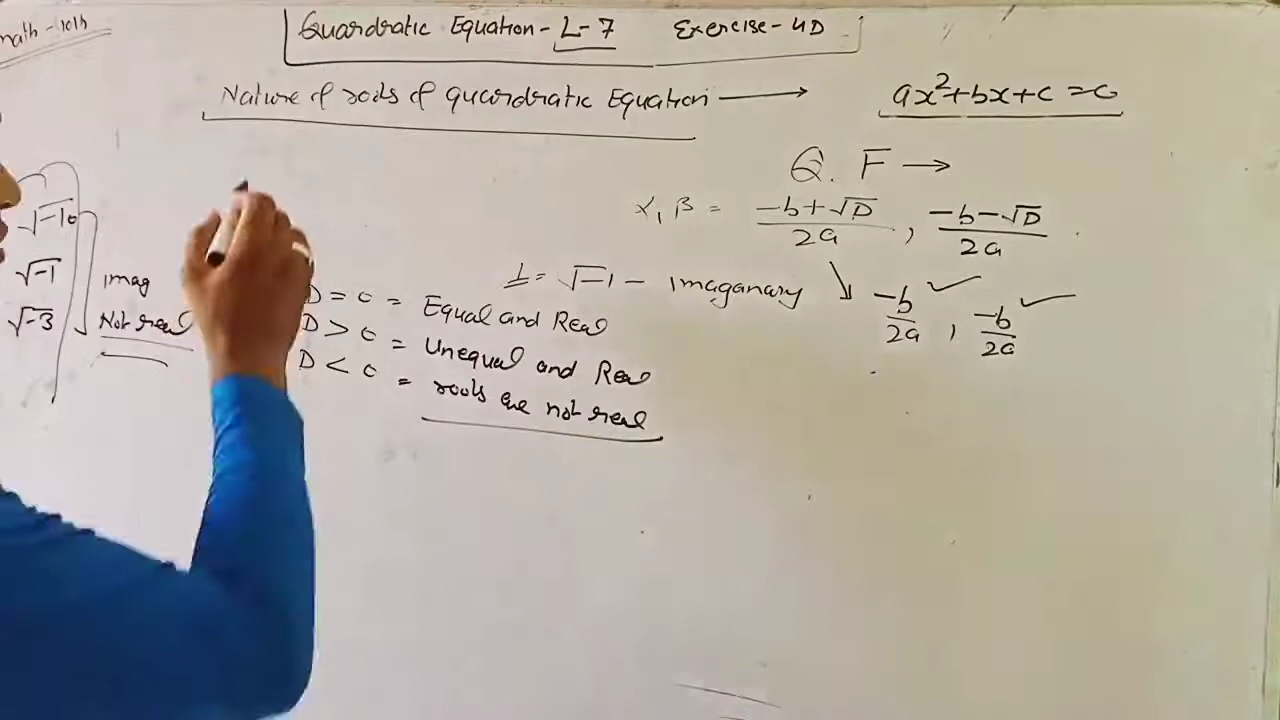 math-10th
Quardratic Equation - L-7 Exercise-4D
Nature of roots of quardratic Equation → ax²+bx+c=0
Q. F →
α, β = -b+√D / 2a , -b-√D / 2a
√-10
√-1
√-3
imag
Not real
i = √-1 - imaganary
-b / 2a , -b / 2a
D = 0 = Equal and Real
D > 0 = Unequal and Real
D < 0 = roots are not real